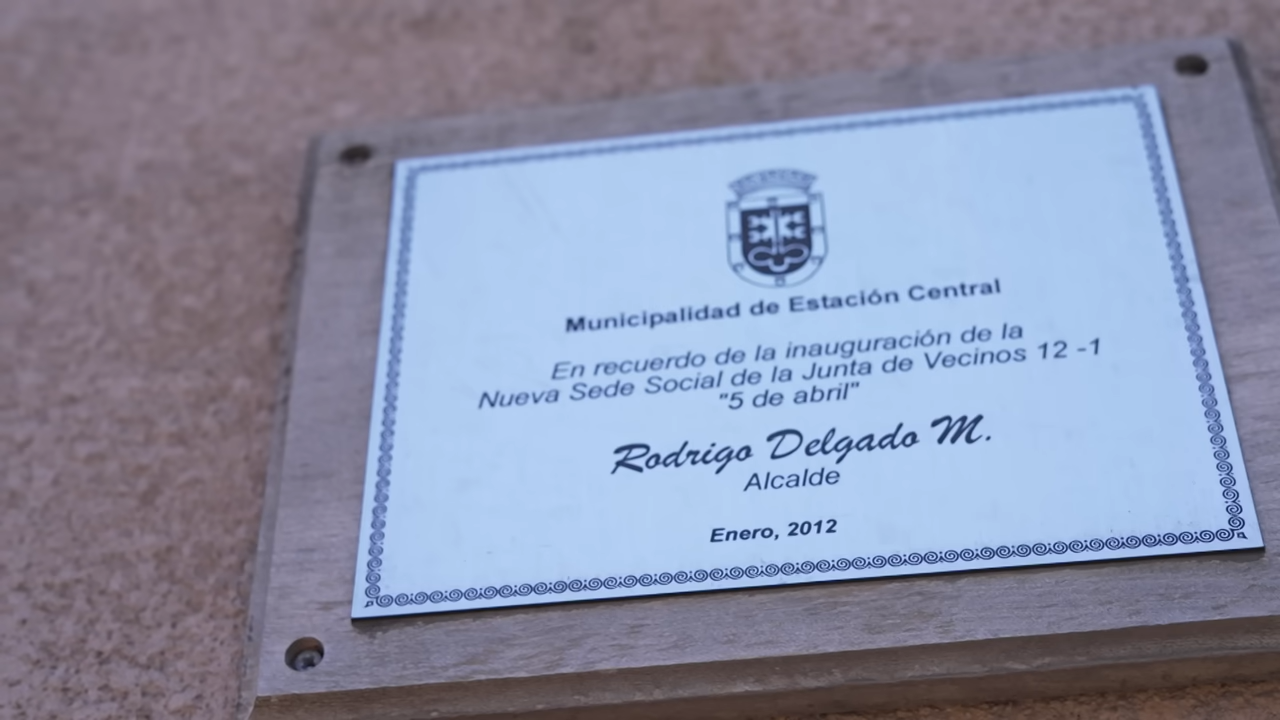 Municipalidad de Estación Central
En recuerdo de la inauguración de la
Nueva Sede Social de la Junta de Vecinos 12 -1
"5 de abril"
Rodrigo Delgado M.
Alcalde
Enero, 2012